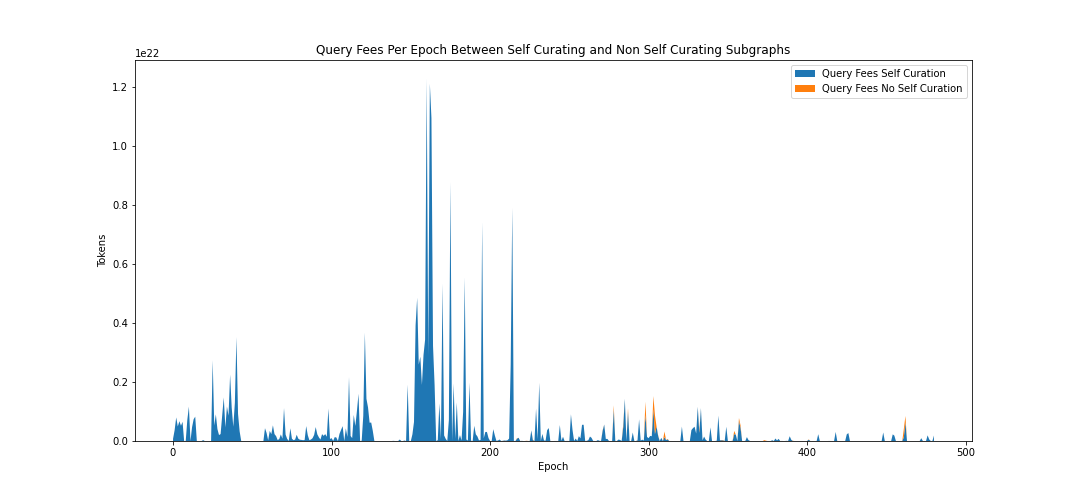 Query Fees Per Epoch Between Self Curating and Non Self Curating Subgraphs
1e22
Query Fees Self Curation
Query Fees No Self Curation
1.2
1.0
0.8
0.6
0.4
0.2
0.0
Tokens
0 100 200 300 400 500
Epoch